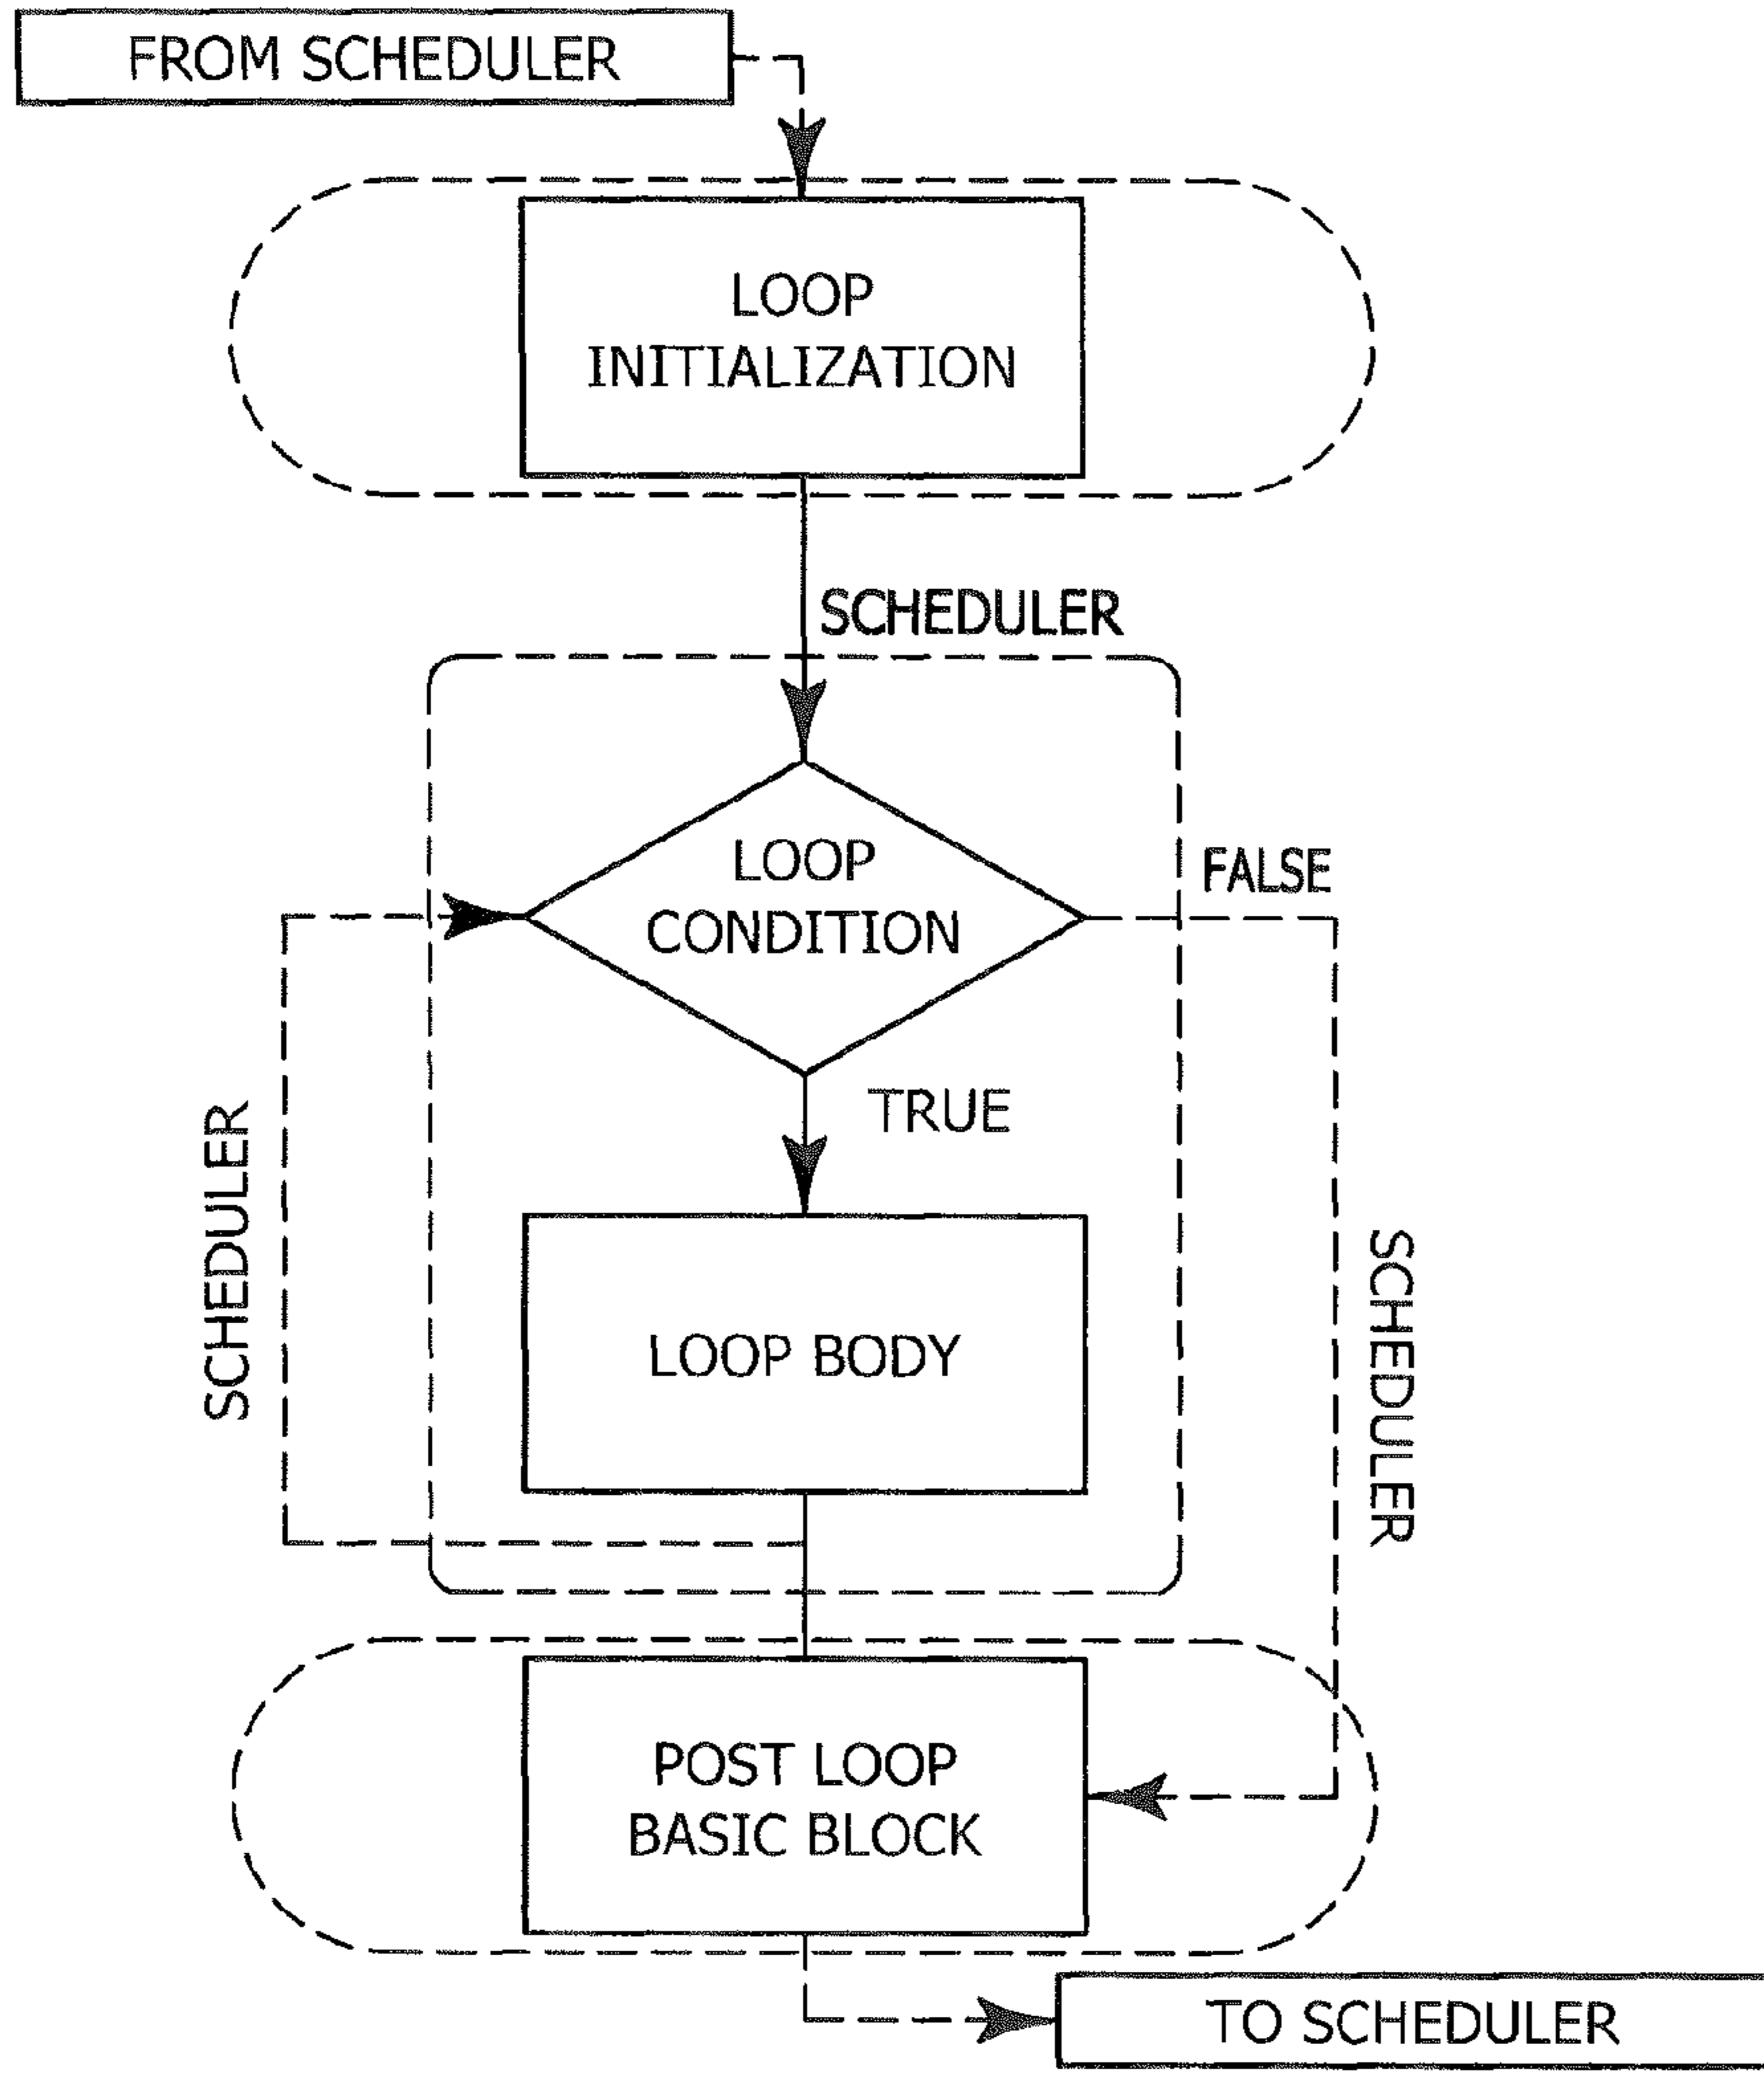 FROM SCHEDULER
LOOP
INITIALIZATION
SCHEDULER
LOOP
CONDITION
FALSE
TRUE
SCHEDULER
SCHEDULER
LOOP BODY
POST LOOP
BASIC BLOCK
TO SCHEDULER